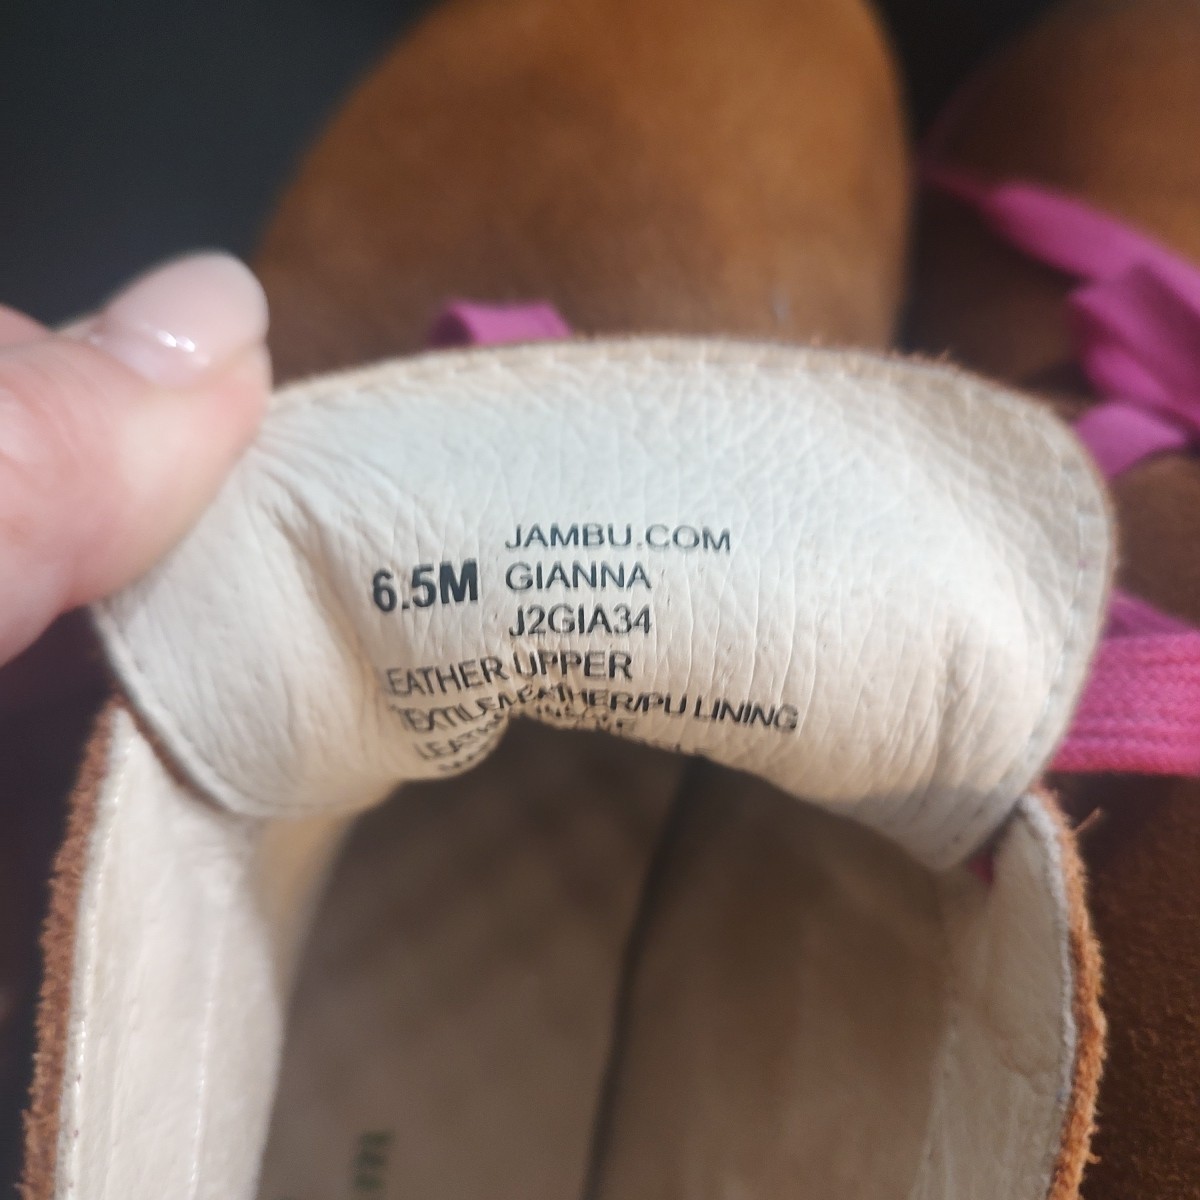 JAMBU.COM
6.5M GIANNA
J2GIA34
LEATHER UPPER
TEXTILE/LEATHER/PU LINING